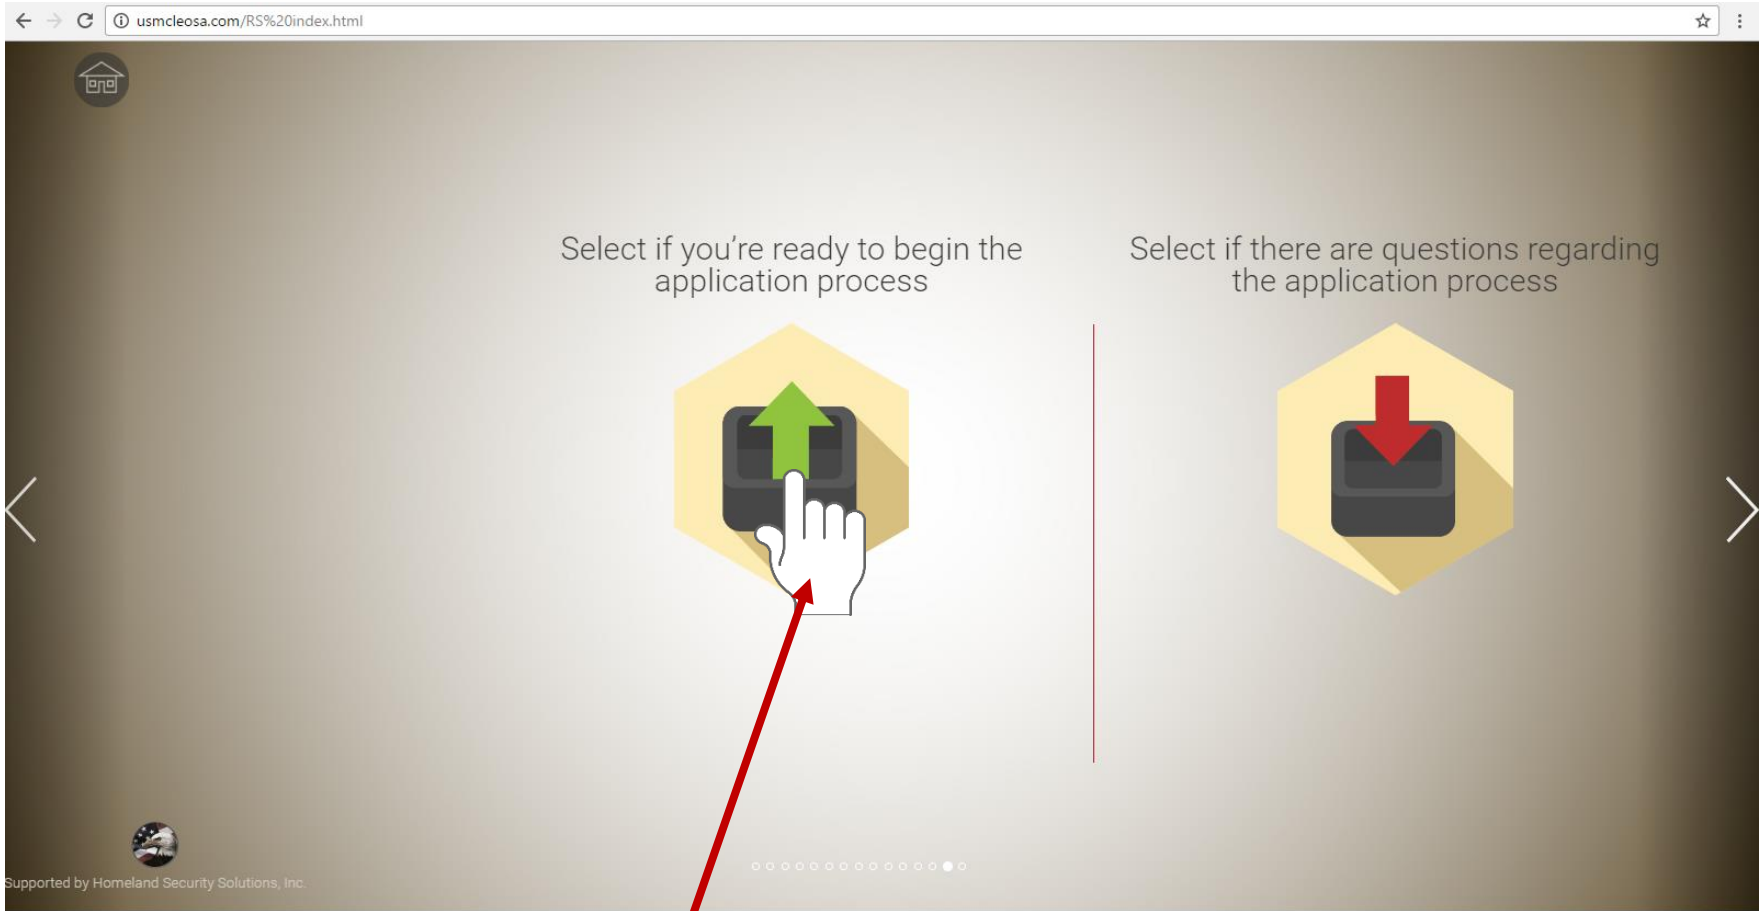 usmcleosa.com/RS%20index.html
Select if you're ready to begin the
application process
Select if there are questions regarding
the application process
Supported by Homeland Security Solutions, Inc.